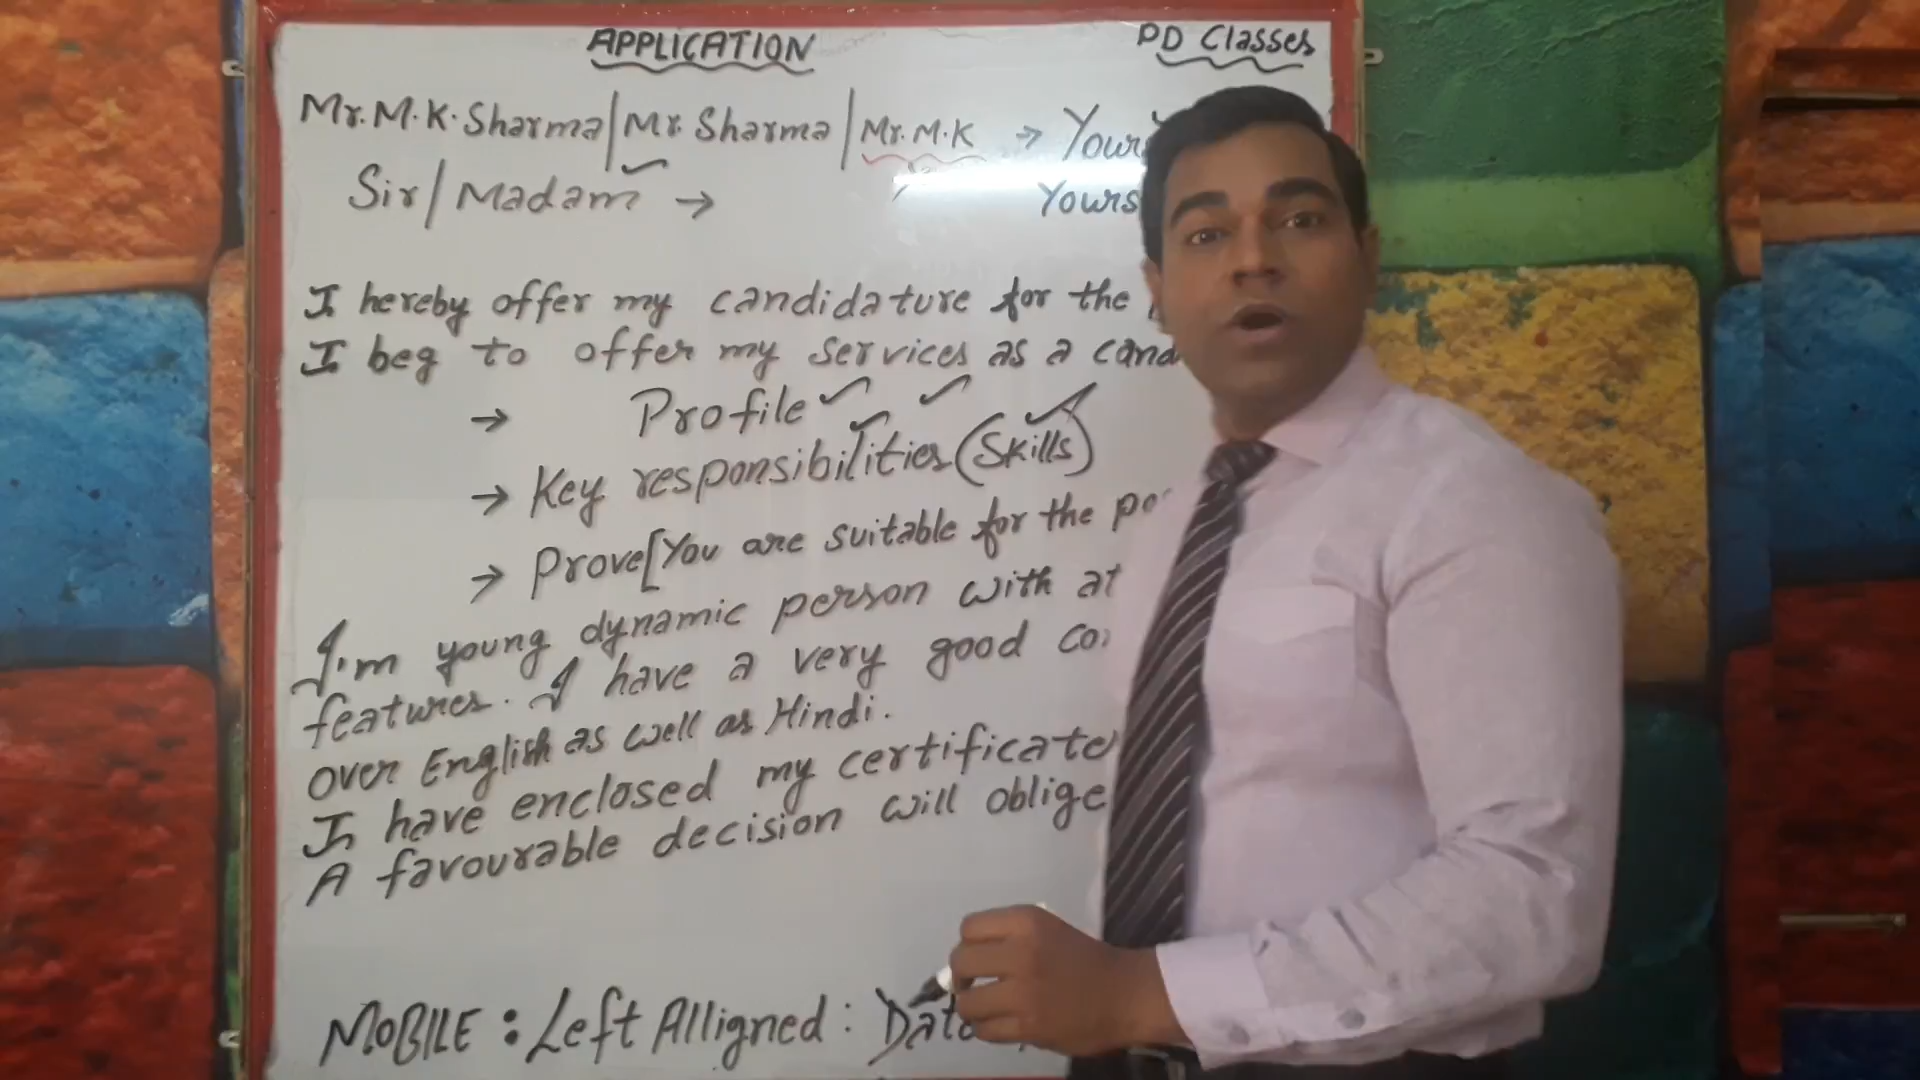 APPLICATION
PD Classes
Mr. M. K. Sharma | Mr. Sharma | Mr. M. K → Your
Sir / Madam → Yours
I hereby offer my candidature for the
I beg to offer my services as a cand
→ Profile
→ Key responsibilities (Skills)
→ Prove [You are suitable for the po
I'm young dynamic person with at
features. I have a very good co
over English as well as Hindi.
I have enclosed my certificate
A favourable decision will oblige
MOBILE : Left Alligned : Date